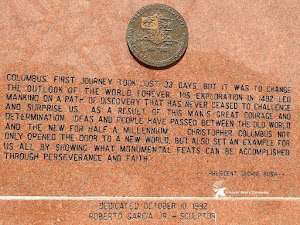 COLUMBUS' FIRST JOURNEY TOOK JUST 33 DAYS, BUT IT WAS TO CHANGE
THE OUTLOOK OF THE WORLD FOREVER. HIS EXPLORATION IN 1492 LED
MANKIND ON A PATH OF DISCOVERY THAT HAS NEVER CEASED TO CHALLENGE
AND SURPRISE US. AS A RESULT OF THIS MAN'S GREAT COURAGE AND
DETERMINATION, IDEAS AND PEOPLE HAVE PASSED BETWEEN THE OLD WORLD
AND THE NEW FOR HALF A MILLENNIUM. CHRISTOPHER COLUMBUS NOT
ONLY OPENED THE DOOR TO A NEW WORLD, BUT ALSO SET AN EXAMPLE FOR
US ALL BY SHOWING WHAT MONUMENTAL FEATS CAN BE ACCOMPLISHED
THROUGH PERSEVERANCE AND FAITH.
--PRESIDENT GEORGE BUSH--
DEDICATED OCTOBER 10, 1992
ROBERTO GARCIA JR - SCULPTOR